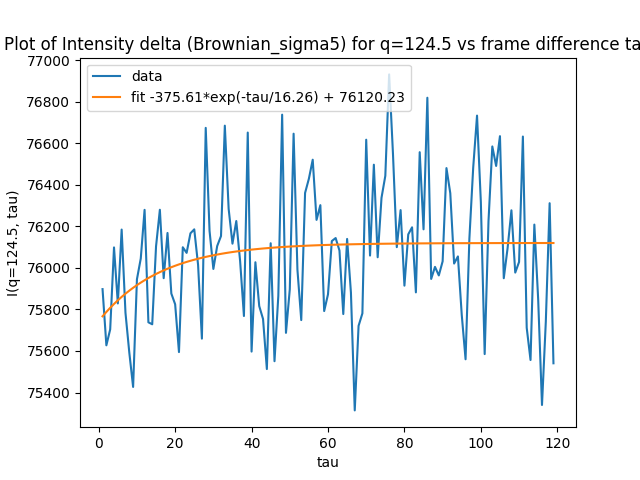 Plot of Intensity delta (Brownian_sigma5) for q=124.5 vs frame difference ta
77000
76800
76600
76400
76200
76000
75800
75600
75400
I(q=124.5, tau)
data
fit -375.61*exp(-tau/16.26) + 76120.23
0 20 40 60 80 100 120
tau